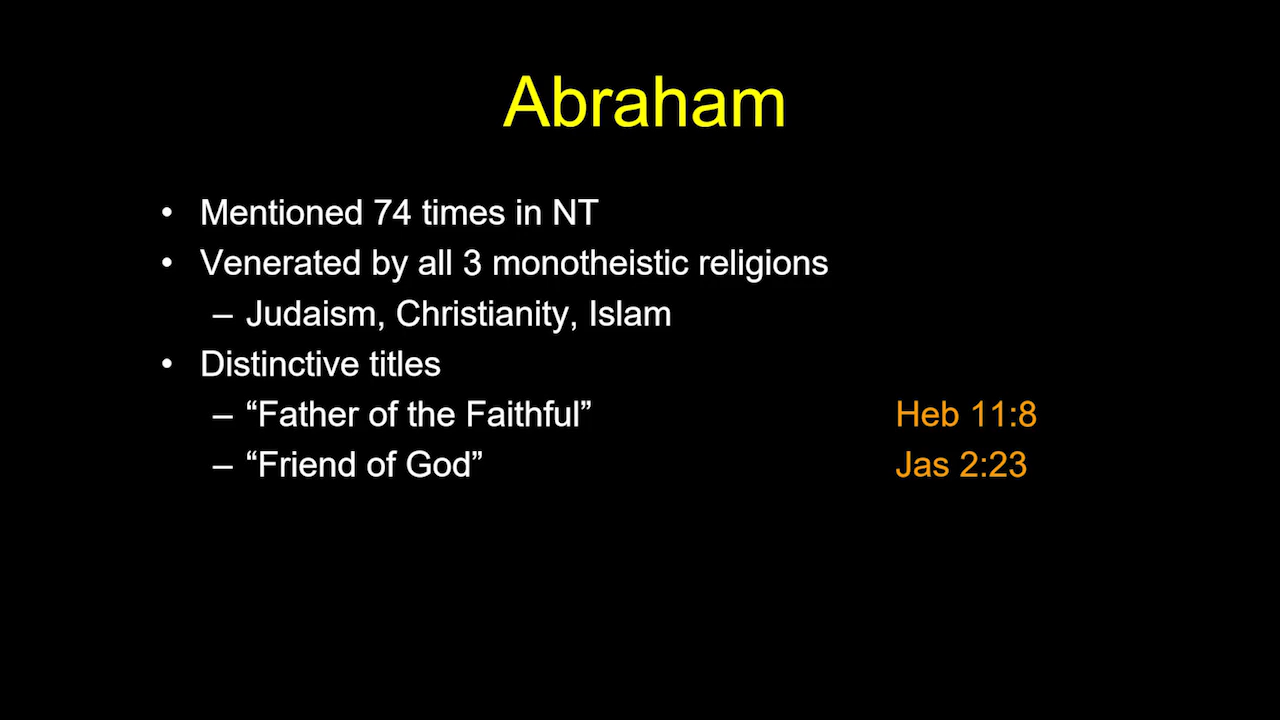 Abraham
• Mentioned 74 times in NT
• Venerated by all 3 monotheistic religions
– Judaism, Christianity, Islam
• Distinctive titles
– “Father of the Faithful” Heb 11:8
– “Friend of God” Jas 2:23